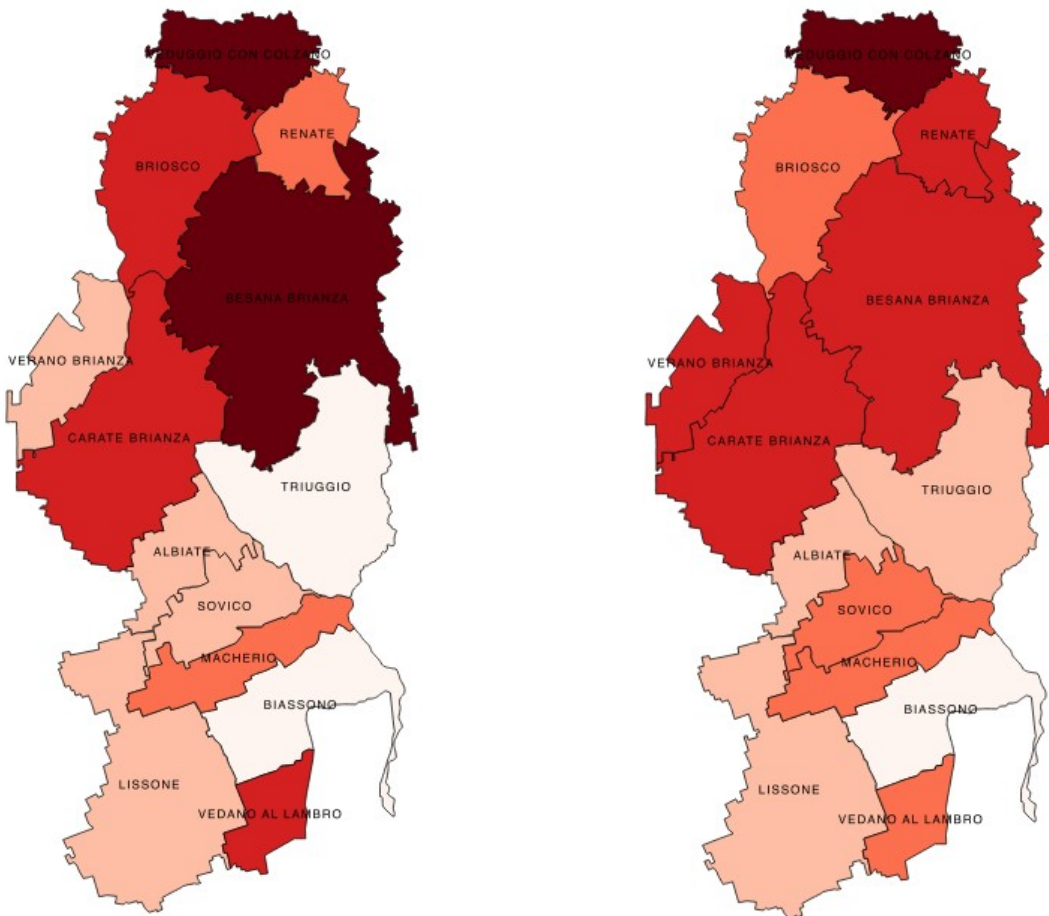 VEDUGGIO CON COLZANO
RENATE
BRIOSCO
BESANA BRIANZA
VERANO BRIANZA
CARATE BRIANZA
TRIUGGIO
ALBIATE
SOVICO
MACHERIO
BIASSONO
LISSONE
VEDANO AL LAMBRO
VEDUGGIO CON COLZANO
RENATE
BRIOSCO
BESANA BRIANZA
VERANO BRIANZA
CARATE BRIANZA
TRIUGGIO
ALBIATE
SOVICO
MACHERIO
BIASSONO
LISSONE
VEDANO AL LAMBRO